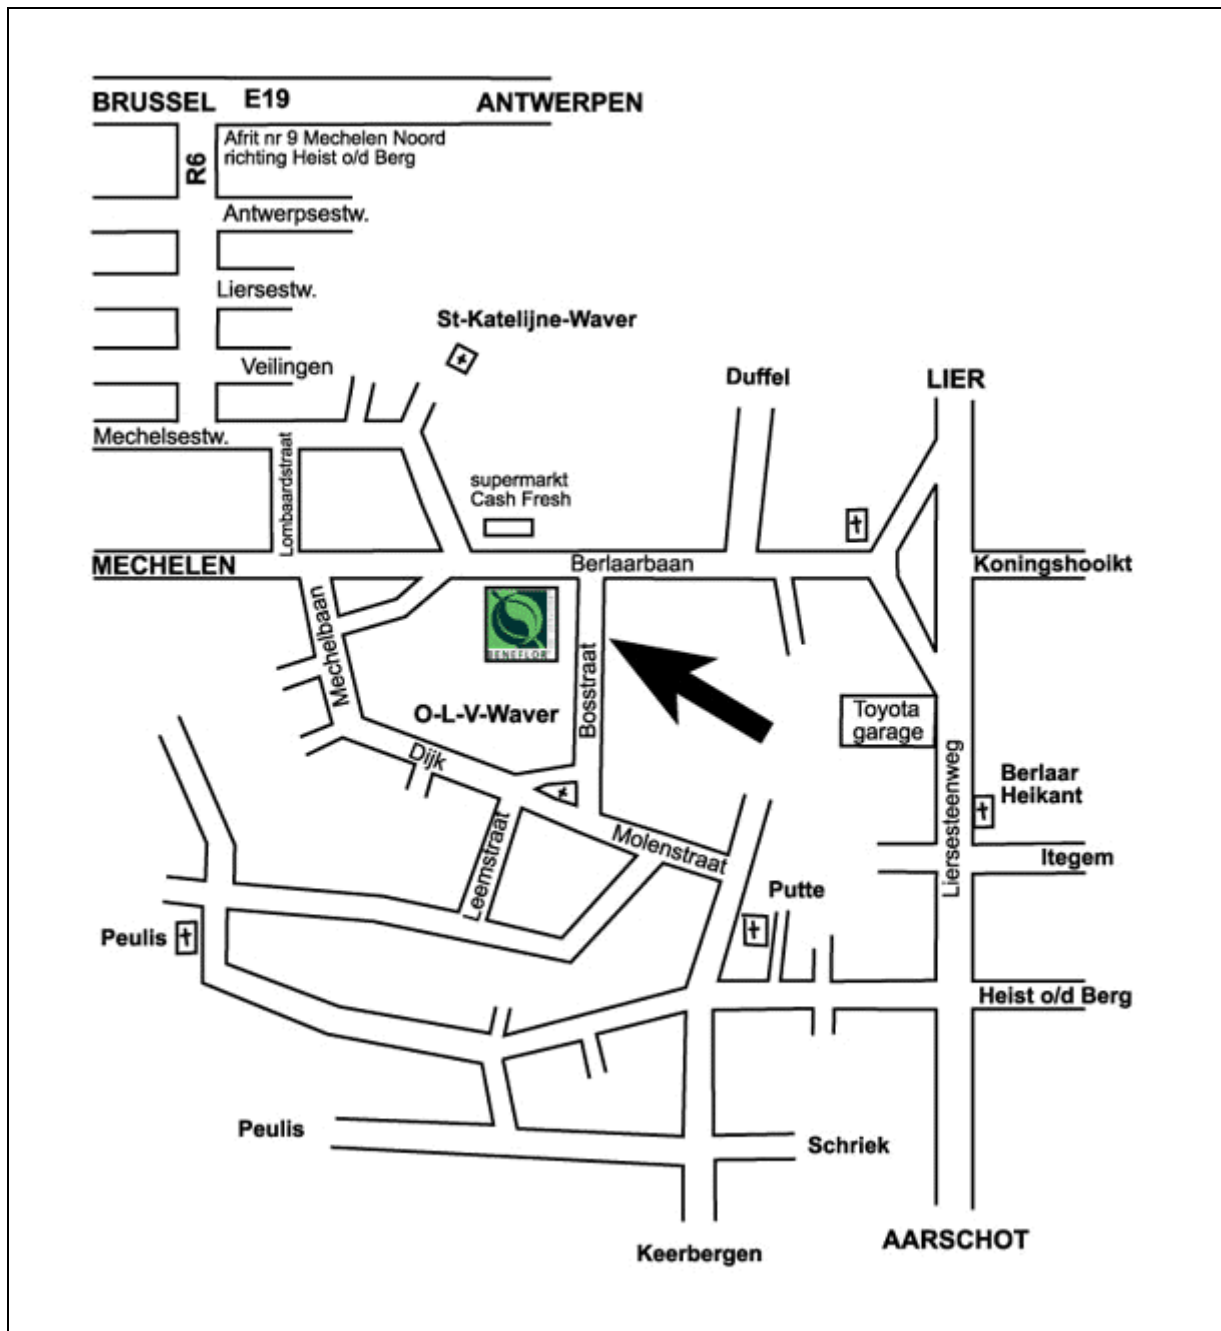 BRUSSEL E19 ANTWERPEN
R6
Afrit nr 9 Mechelen Noord
richting Heist o/d Berg
Antwerpsestw.
Liersestw.
St-Katelijne-Waver
Veilingen
Duffel
LIER
Mechelsestw.
Lombaardstraat
supermarkt
Cash Fresh
MECHELEN
Berlaarbaan
Koningshooikt
Mechelbaan
BENEFLOR
Bosstraat
O-L-V-Waver
Toyota
garage
Dijk
Liersesteenweg
Berlaar
Heikant
Molenstraat
Leemstraat
Itegem
Putte
Peulis
Heist o/d Berg
Peulis
Schriek
Keerbergen
AARSCHOT